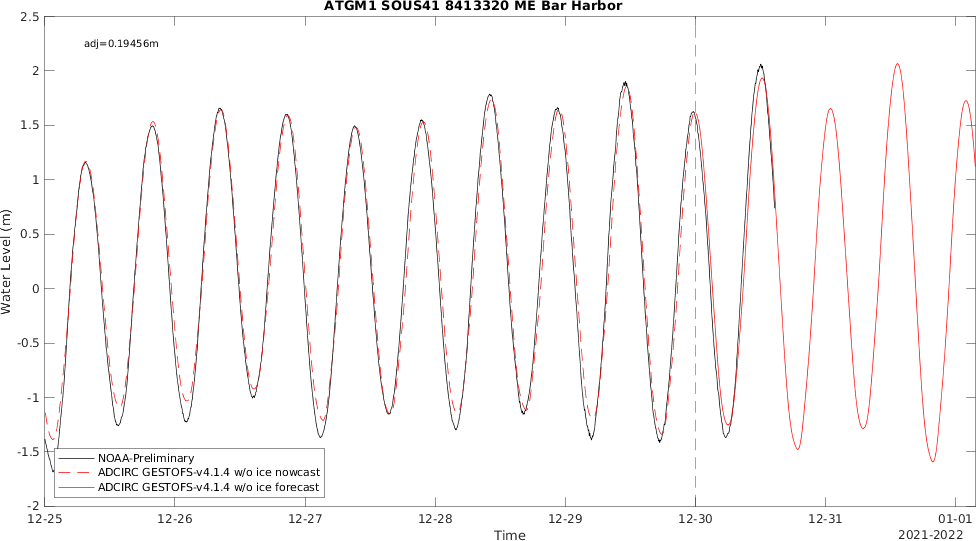 ATGM1 SOUS41 8413320 ME Bar Harbor
adj=0.19456m
Water Level (m)
2.5
2
1.5
1
0.5
0
-0.5
-1
-1.5
-2
NOAA-Preliminary
ADCIRC GESTOFS-v4.1.4 w/o ice nowcast
ADCIRC GESTOFS-v4.1.4 w/o ice forecast
12-25 12-26 12-27 12-28 12-29 12-30 12-31 01-01
Time
2021-2022